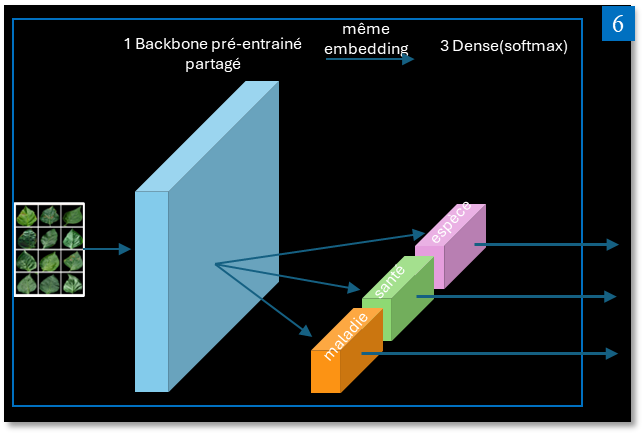 6
1 Backbone pré-entrainé
partagé
même
embedding
3 Dense(softmax)
espèce
santé
maladie